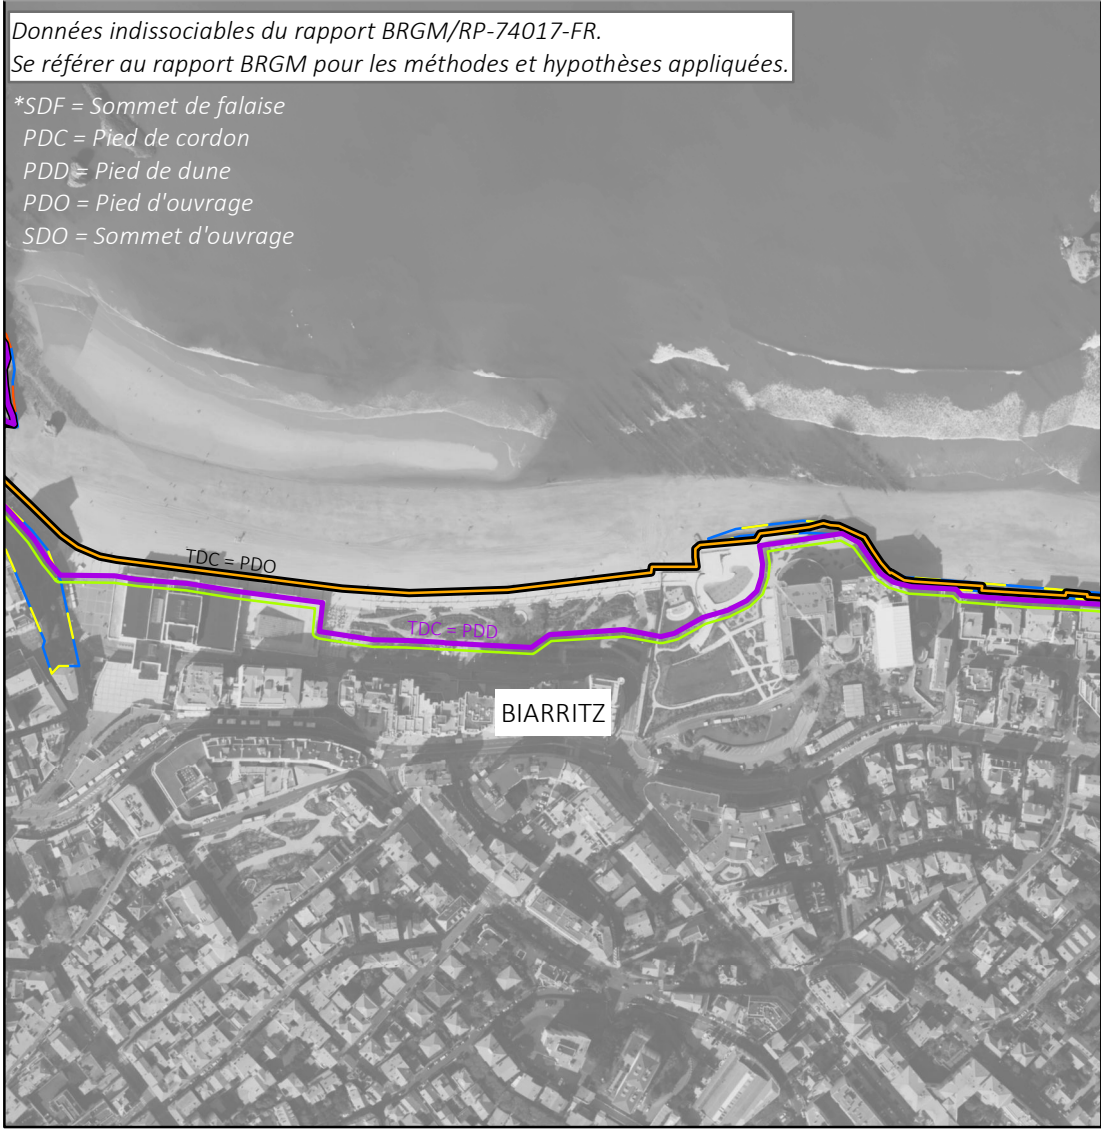 Données indissociables du rapport BRGM/RP-74017-FR.
Se référer au rapport BRGM pour les méthodes et hypothèses appliquées.
*SDF = Sommet de falaise
PDC = Pied de cordon
PDD = Pied de dune
PDO = Pied d'ouvrage
SDO = Sommet d'ouvrage
TDC = PDO
TDC = PDD
BIARRITZ